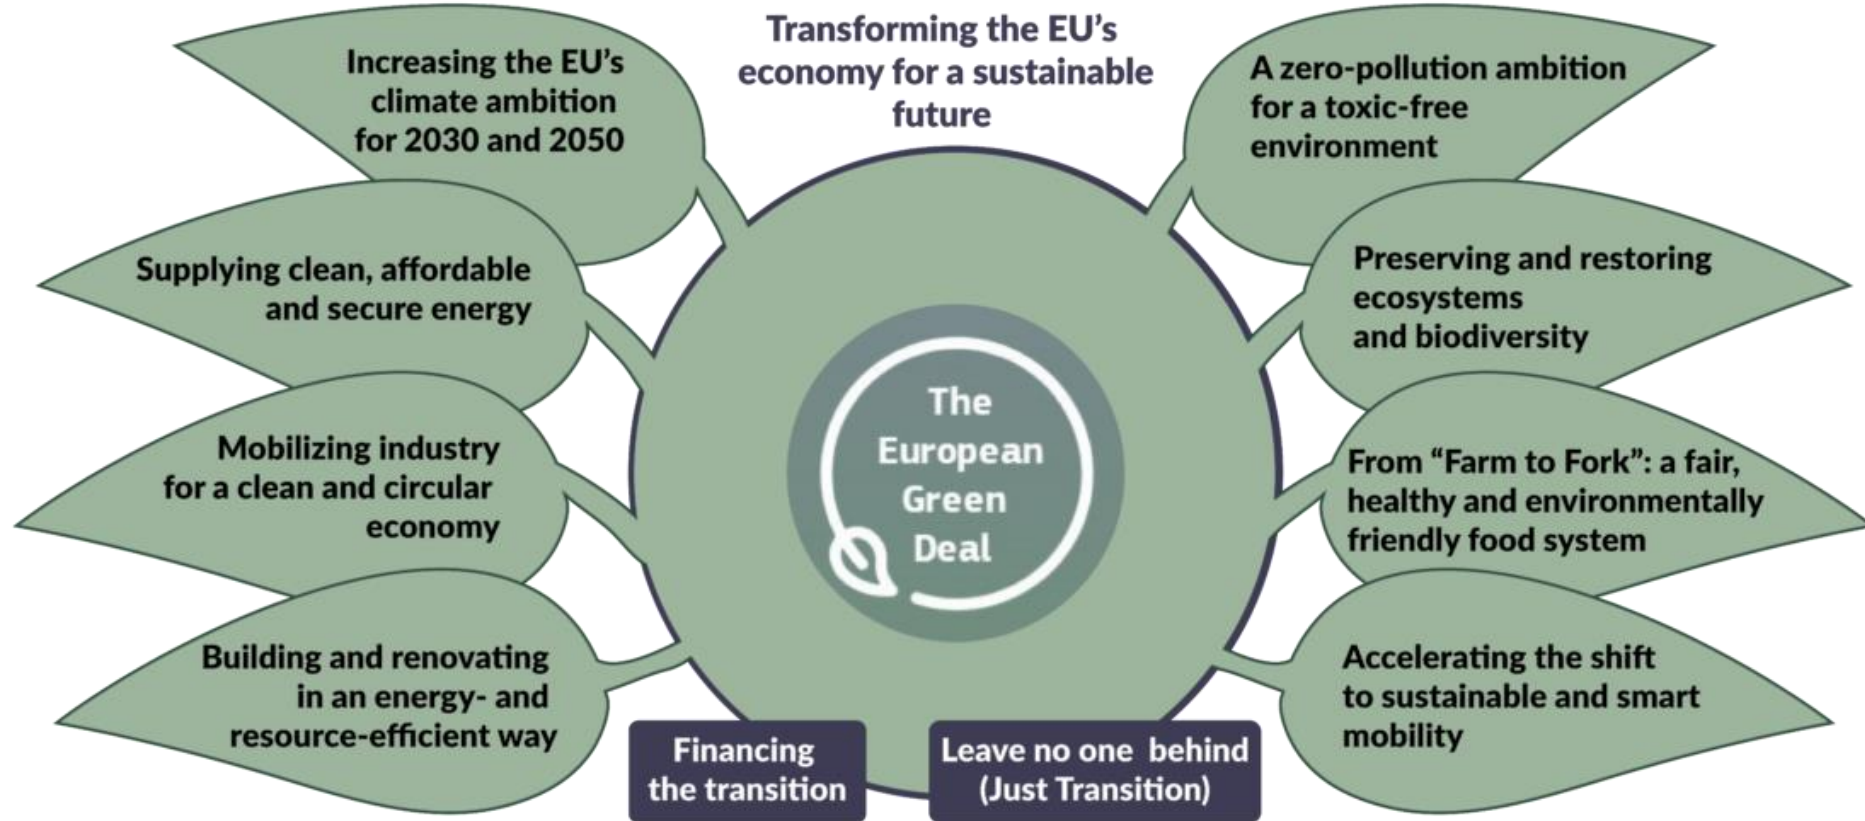 Transforming the EU’s
economy for a sustainable
future
Increasing the EU’s
climate ambition
for 2030 and 2050
Supplying clean, affordable
and secure energy
Mobilizing industry
for a clean and circular
economy
Building and renovating
in an energy- and
resource-efficient way
The
European
Green
Deal
A zero-pollution ambition
for a toxic-free
environment
Preserving and restoring
ecosystems
and biodiversity
From “Farm to Fork”: a fair,
healthy and environmentally
friendly food system
Accelerating the shift
to sustainable and smart
mobility
Financing
the transition
Leave no one behind
(Just Transition)